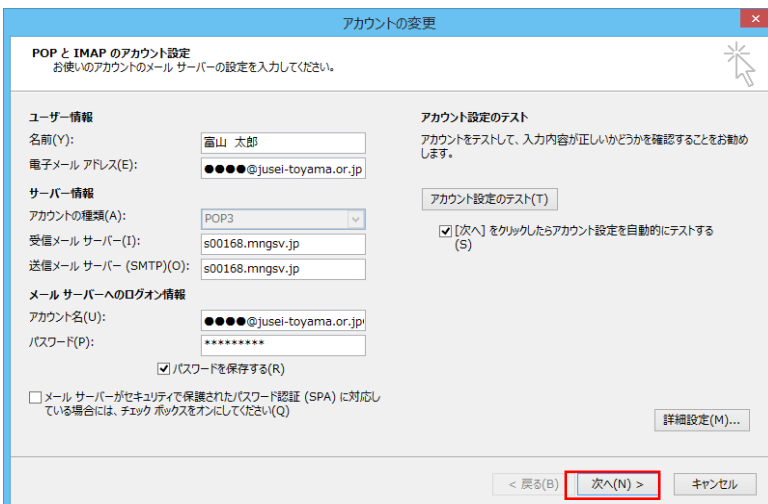 アカウントの変更
×
POP と IMAP のアカウント設定
お使いのアカウントのメール サーバーの設定を入力してください。
ユーザー情報
名前(Y):
富山 太郎
電子メール アドレス(E):
●●●●@jusei-toyama.or.jp
サーバー情報
アカウントの種類(A):
POP3
受信メール サーバー(I):
s00168.mngsv.jp
送信メール サーバー (SMTP)(O):
s00168.mngsv.jp
メール サーバーへのログオン情報
アカウント名(U):
●●●●@jusei-toyama.or.jp
パスワード(P):
*********
パスワードを保存する(R)
メール サーバーがセキュリティで保護されたパスワード認証 (SPA) に対応し
ている場合には、チェック ボックスをオンにしてください(Q)
アカウント設定のテスト
アカウントをテストして、入力内容が正しいかどうかを確認することをお勧め
します。
アカウント設定のテスト(T)
[次へ] をクリックしたらアカウント設定を自動的にテストする
(S)
詳細設定(M)...
< 戻る(B)
次へ(N) >
キャンセル